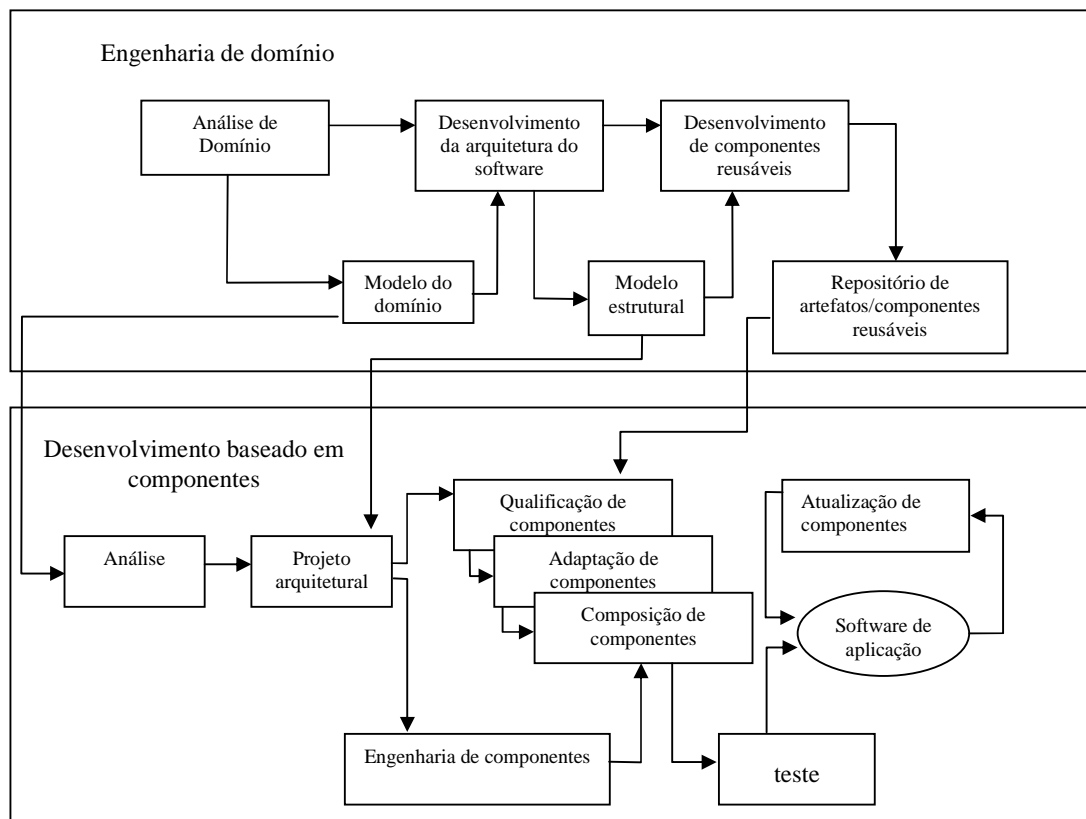 Engenharia de domínio
Análise de
Domínio
Desenvolvimento
da arquitetura do
software
Desenvolvimento
de componentes
reusáveis
Modelo do
domínio
Modelo
estrutural
Repositório de
artefatos/componentes
reusáveis
Desenvolvimento baseado em
componentes
Análise
Projeto
arquitetural
Qualificação de
componentes
Adaptação de
componentes
Composição de
componentes
Atualização de
componentes
Software de
aplicação
Engenharia de componentes
teste